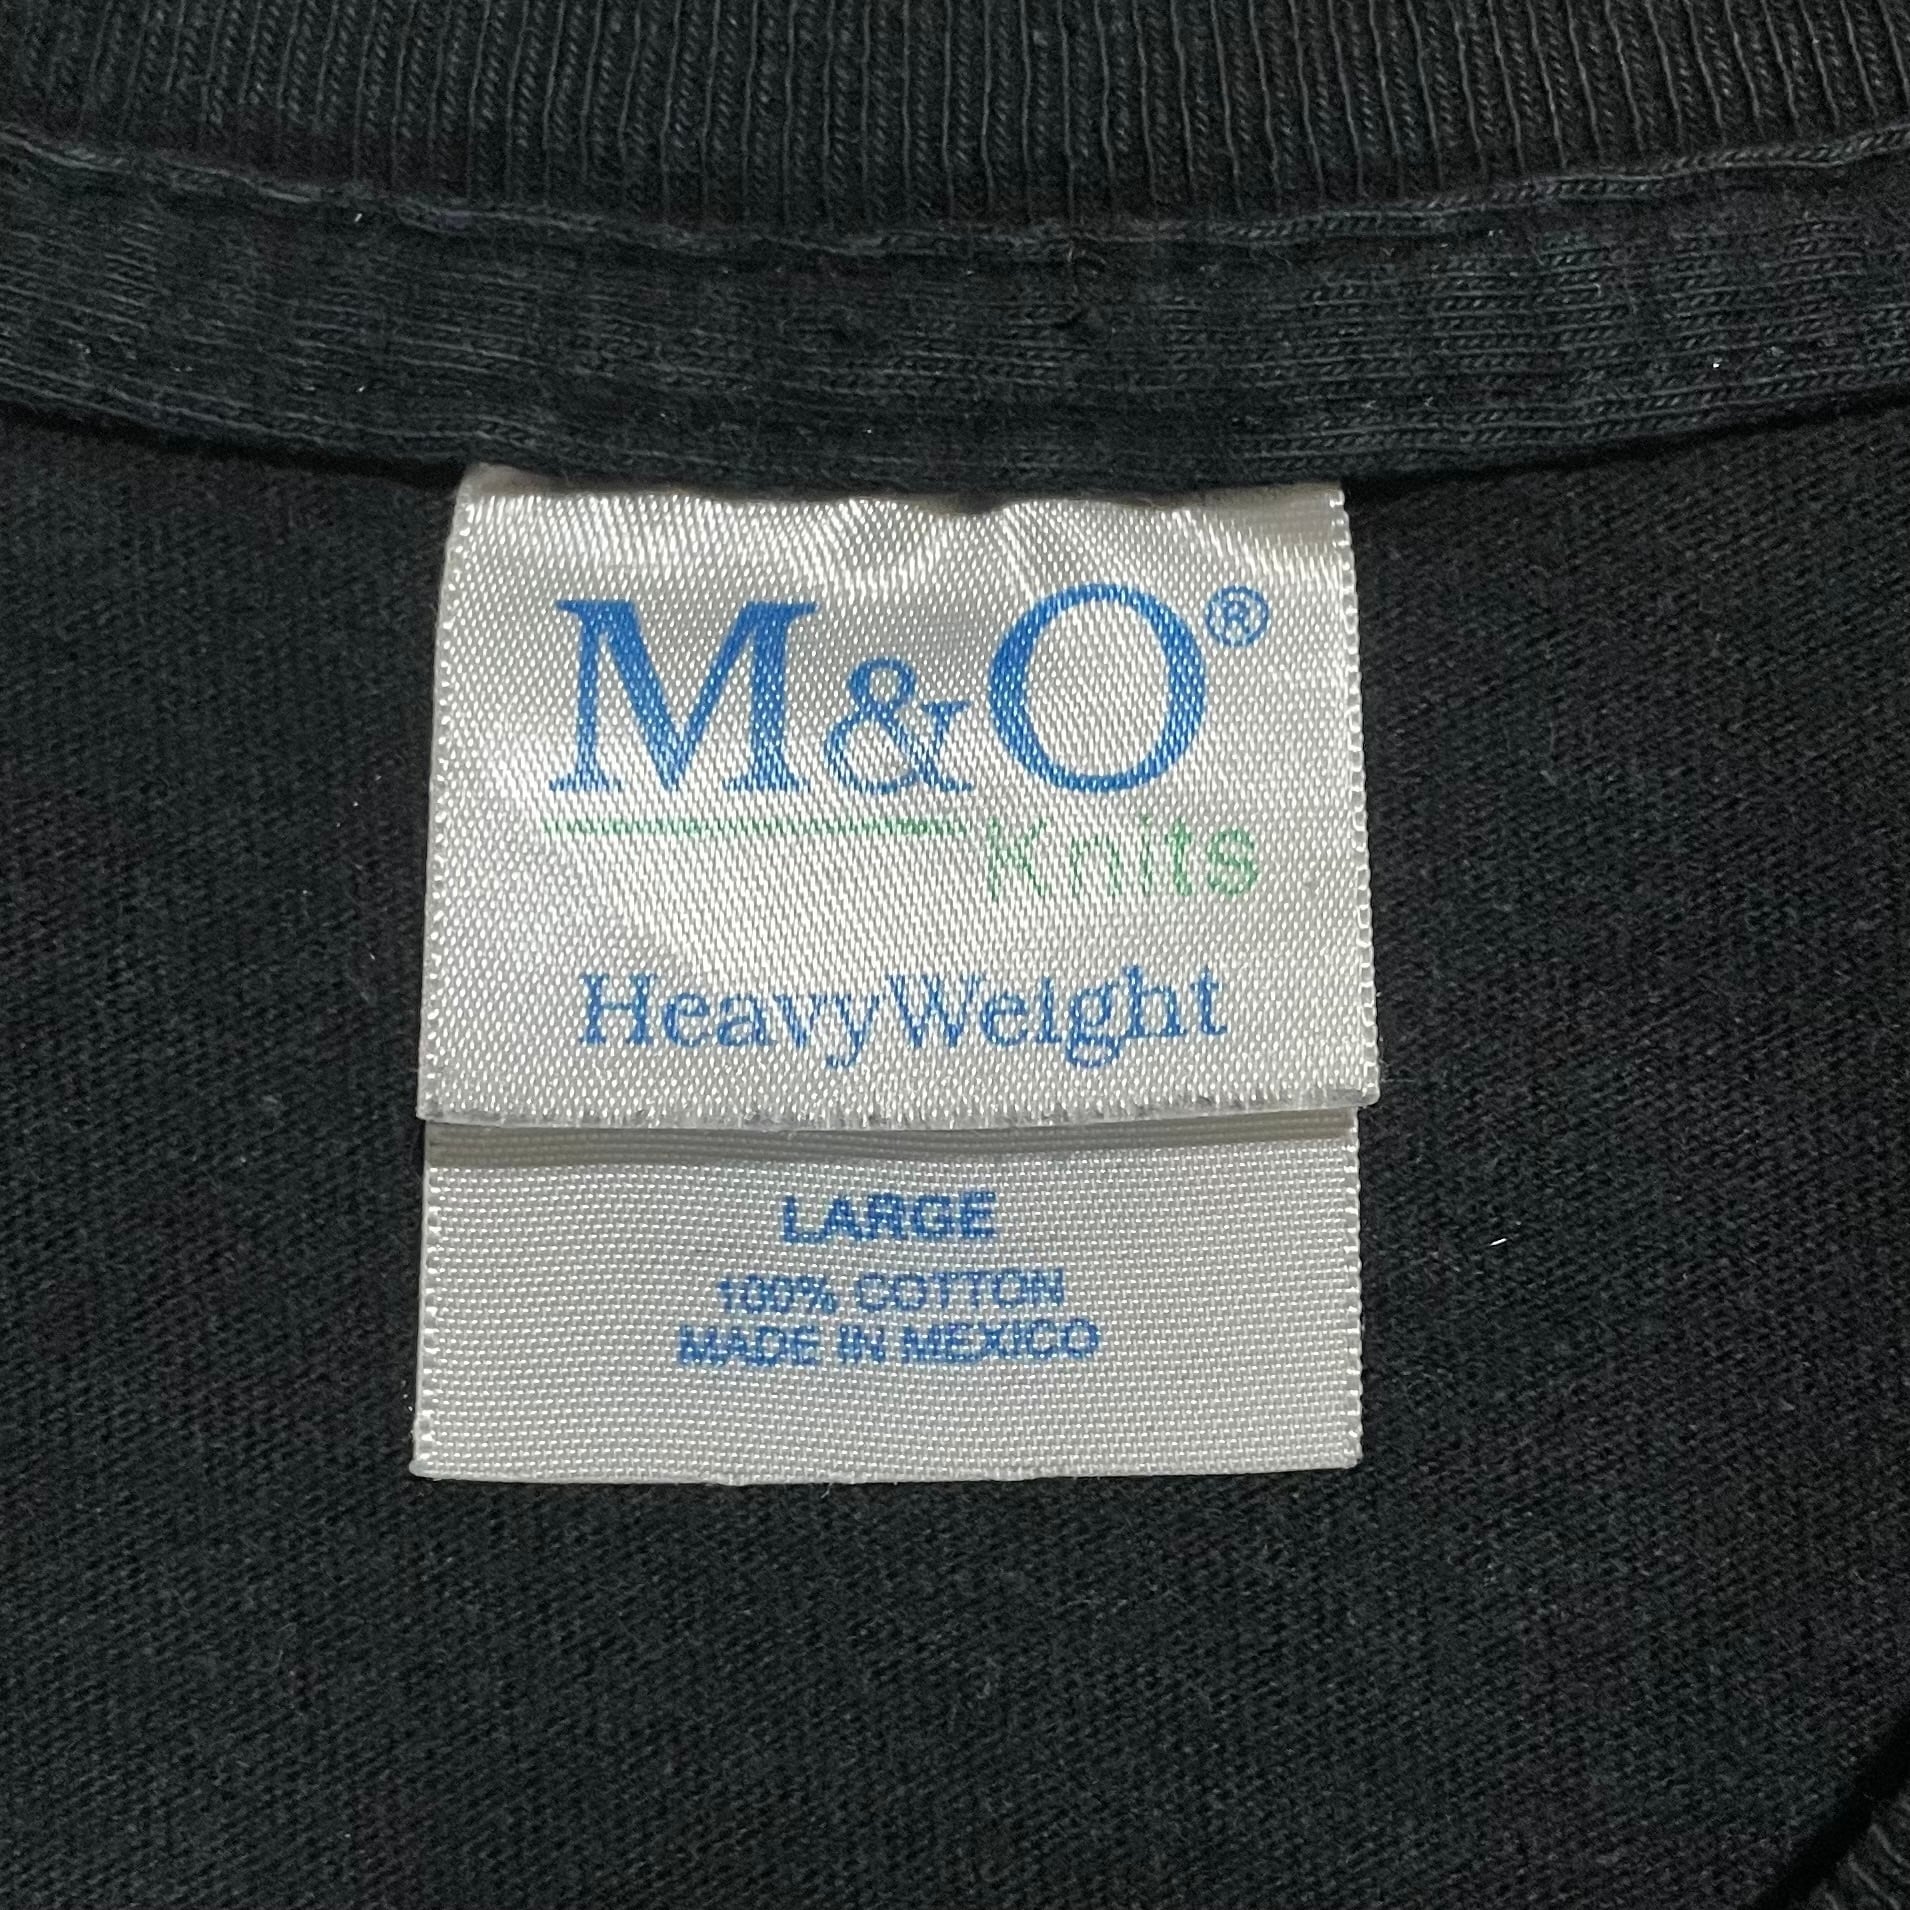 M&O®
Knits
HeavyWeight
LARGE
100% COTTON
MADE IN MEXICO